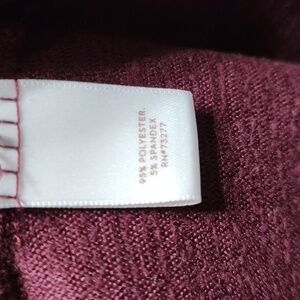 95% POLYESTER.
5% SPANDEX
RN#73277